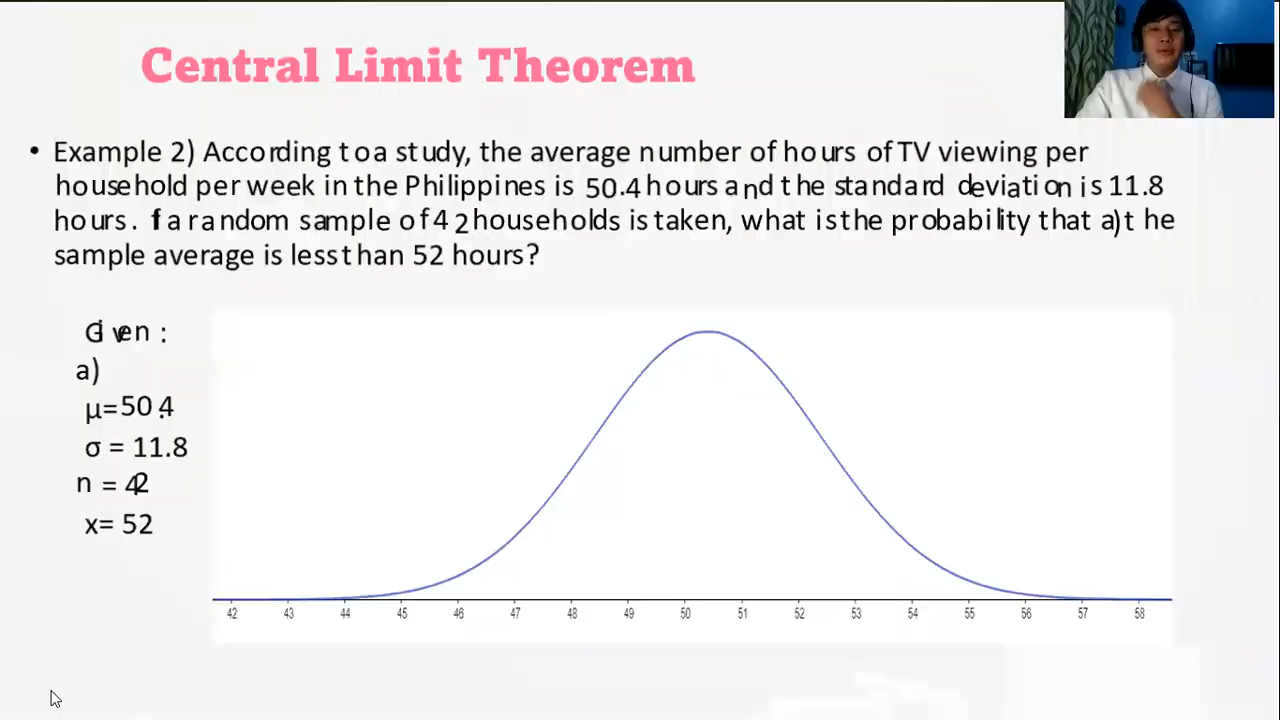 Central Limit Theorem
• Example 2) According to a study, the average number of hours of TV viewing per
household per week in the Philippines is 50.4 hours and the standard deviation is 11.8
hours. If a random sample of 42 households is taken, what is the probability that a) the
sample average is less than 52 hours?
Given:
a)
μ=50.4
σ = 11.8
n = 42
x= 52
42 43 44 45 46 47 48 49 50 51 52 53 54 55 56 57 58